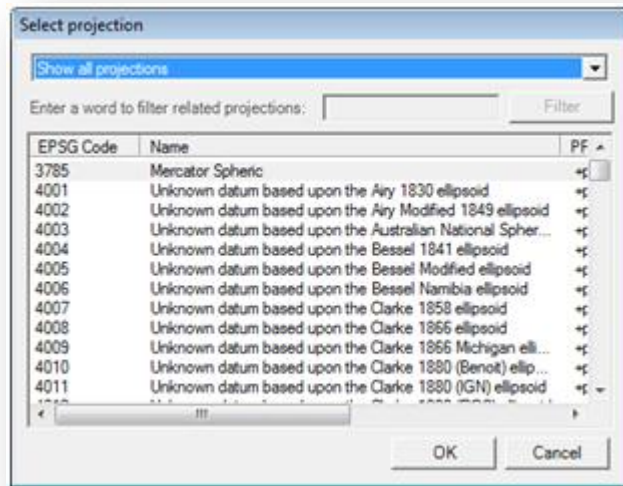 Select projection
Show all projections
Enter a word to filter related projections: Filter
EPSG Code Name PF
3785 Mercator Spheric +p
4001 Unknown datum based upon the Airy 1830 ellipsoid +p
4002 Unknown datum based upon the Airy Modified 1849 ellipsoid +p
4003 Unknown datum based upon the Australian National Spher... +p
4004 Unknown datum based upon the Bessel 1841 ellipsoid +p
4005 Unknown datum based upon the Bessel Modified ellipsoid +p
4006 Unknown datum based upon the Bessel Namibia ellipsoid +p
4007 Unknown datum based upon the Clarke 1858 ellipsoid +p
4008 Unknown datum based upon the Clarke 1866 ellipsoid +p
4009 Unknown datum based upon the Clarke 1866 Michigan elli... +p
4010 Unknown datum based upon the Clarke 1880 (Benoit) ellip... +p
4011 Unknown datum based upon the Clarke 1880 (IGN) ellipsoid +p
OK Cancel